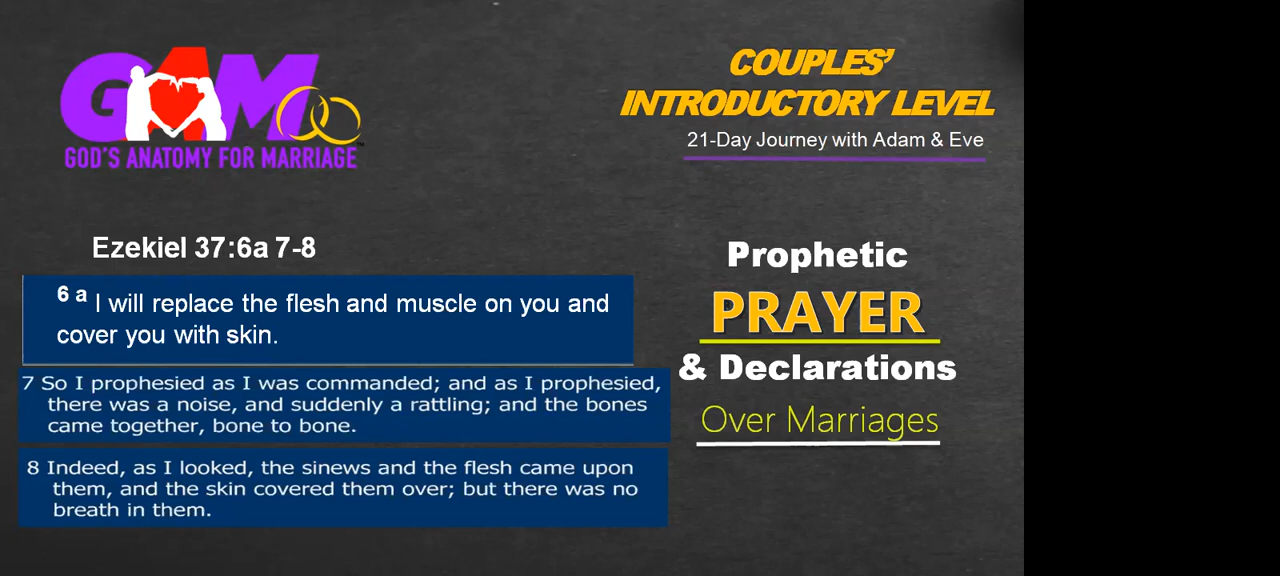 GAM
GOD'S ANATOMY FOR MARRIAGE
COUPLES'
INTRODUCTORY LEVEL
21-Day Journey with Adam & Eve
Ezekiel 37:6a 7-8
6 a I will replace the flesh and muscle on you and
cover you with skin.
7 So I prophesied as I was commanded; and as I prophesied,
there was a noise, and suddenly a rattling; and the bones
came together, bone to bone.
8 Indeed, as I looked, the sinews and the flesh came upon
them, and the skin covered them over; but there was no
breath in them.
Prophetic
PRAYER
& Declarations
Over Marriages